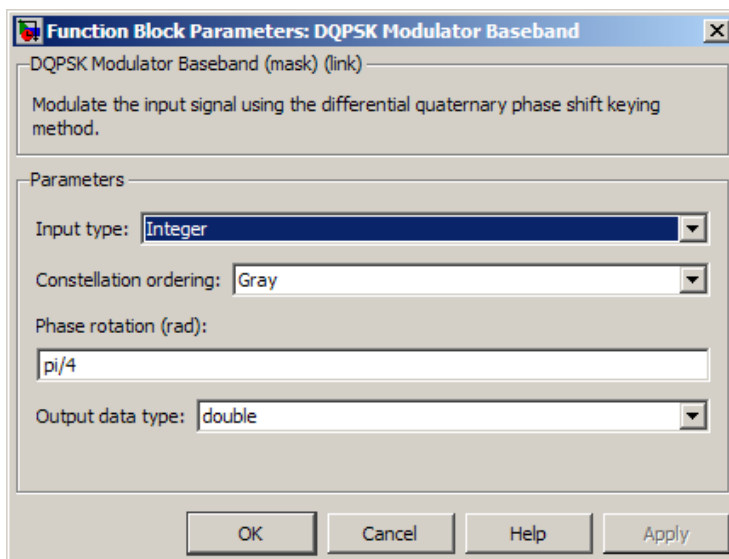 Function Block Parameters: DQPSK Modulator Baseband
DQPSK Modulator Baseband (mask) (link)
Modulate the input signal using the differential quaternary phase shift keying
method.
Parameters
Input type: Integer
Constellation ordering: Gray
Phase rotation (rad):
pi/4
Output data type: double
OK Cancel Help Apply